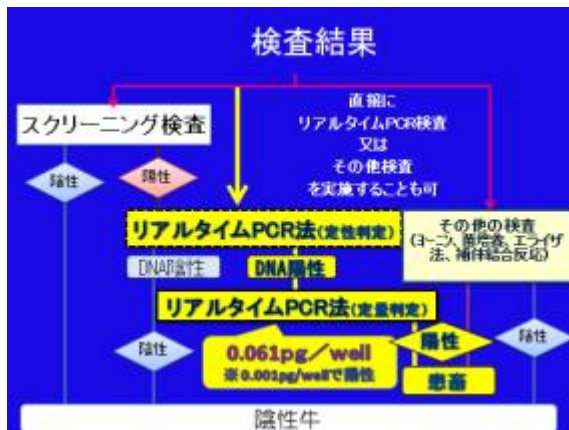 検査結果
直接に
リアルタイムPCR検査
又は
その他検査
を実施することも可
スクリーニング検査
陰性
陽性
リアルタイムPCR法(定性判定)
その他の検査
(ヨーニン、菌培養、エライザ
法、補体結合反応)
DNA陰性
DNA陽性
リアルタイムPCR法(定量判定)
陰性
0.061pg/well
※0.001pg/wellで陽性
陽性
陰性
患畜
陰性牛